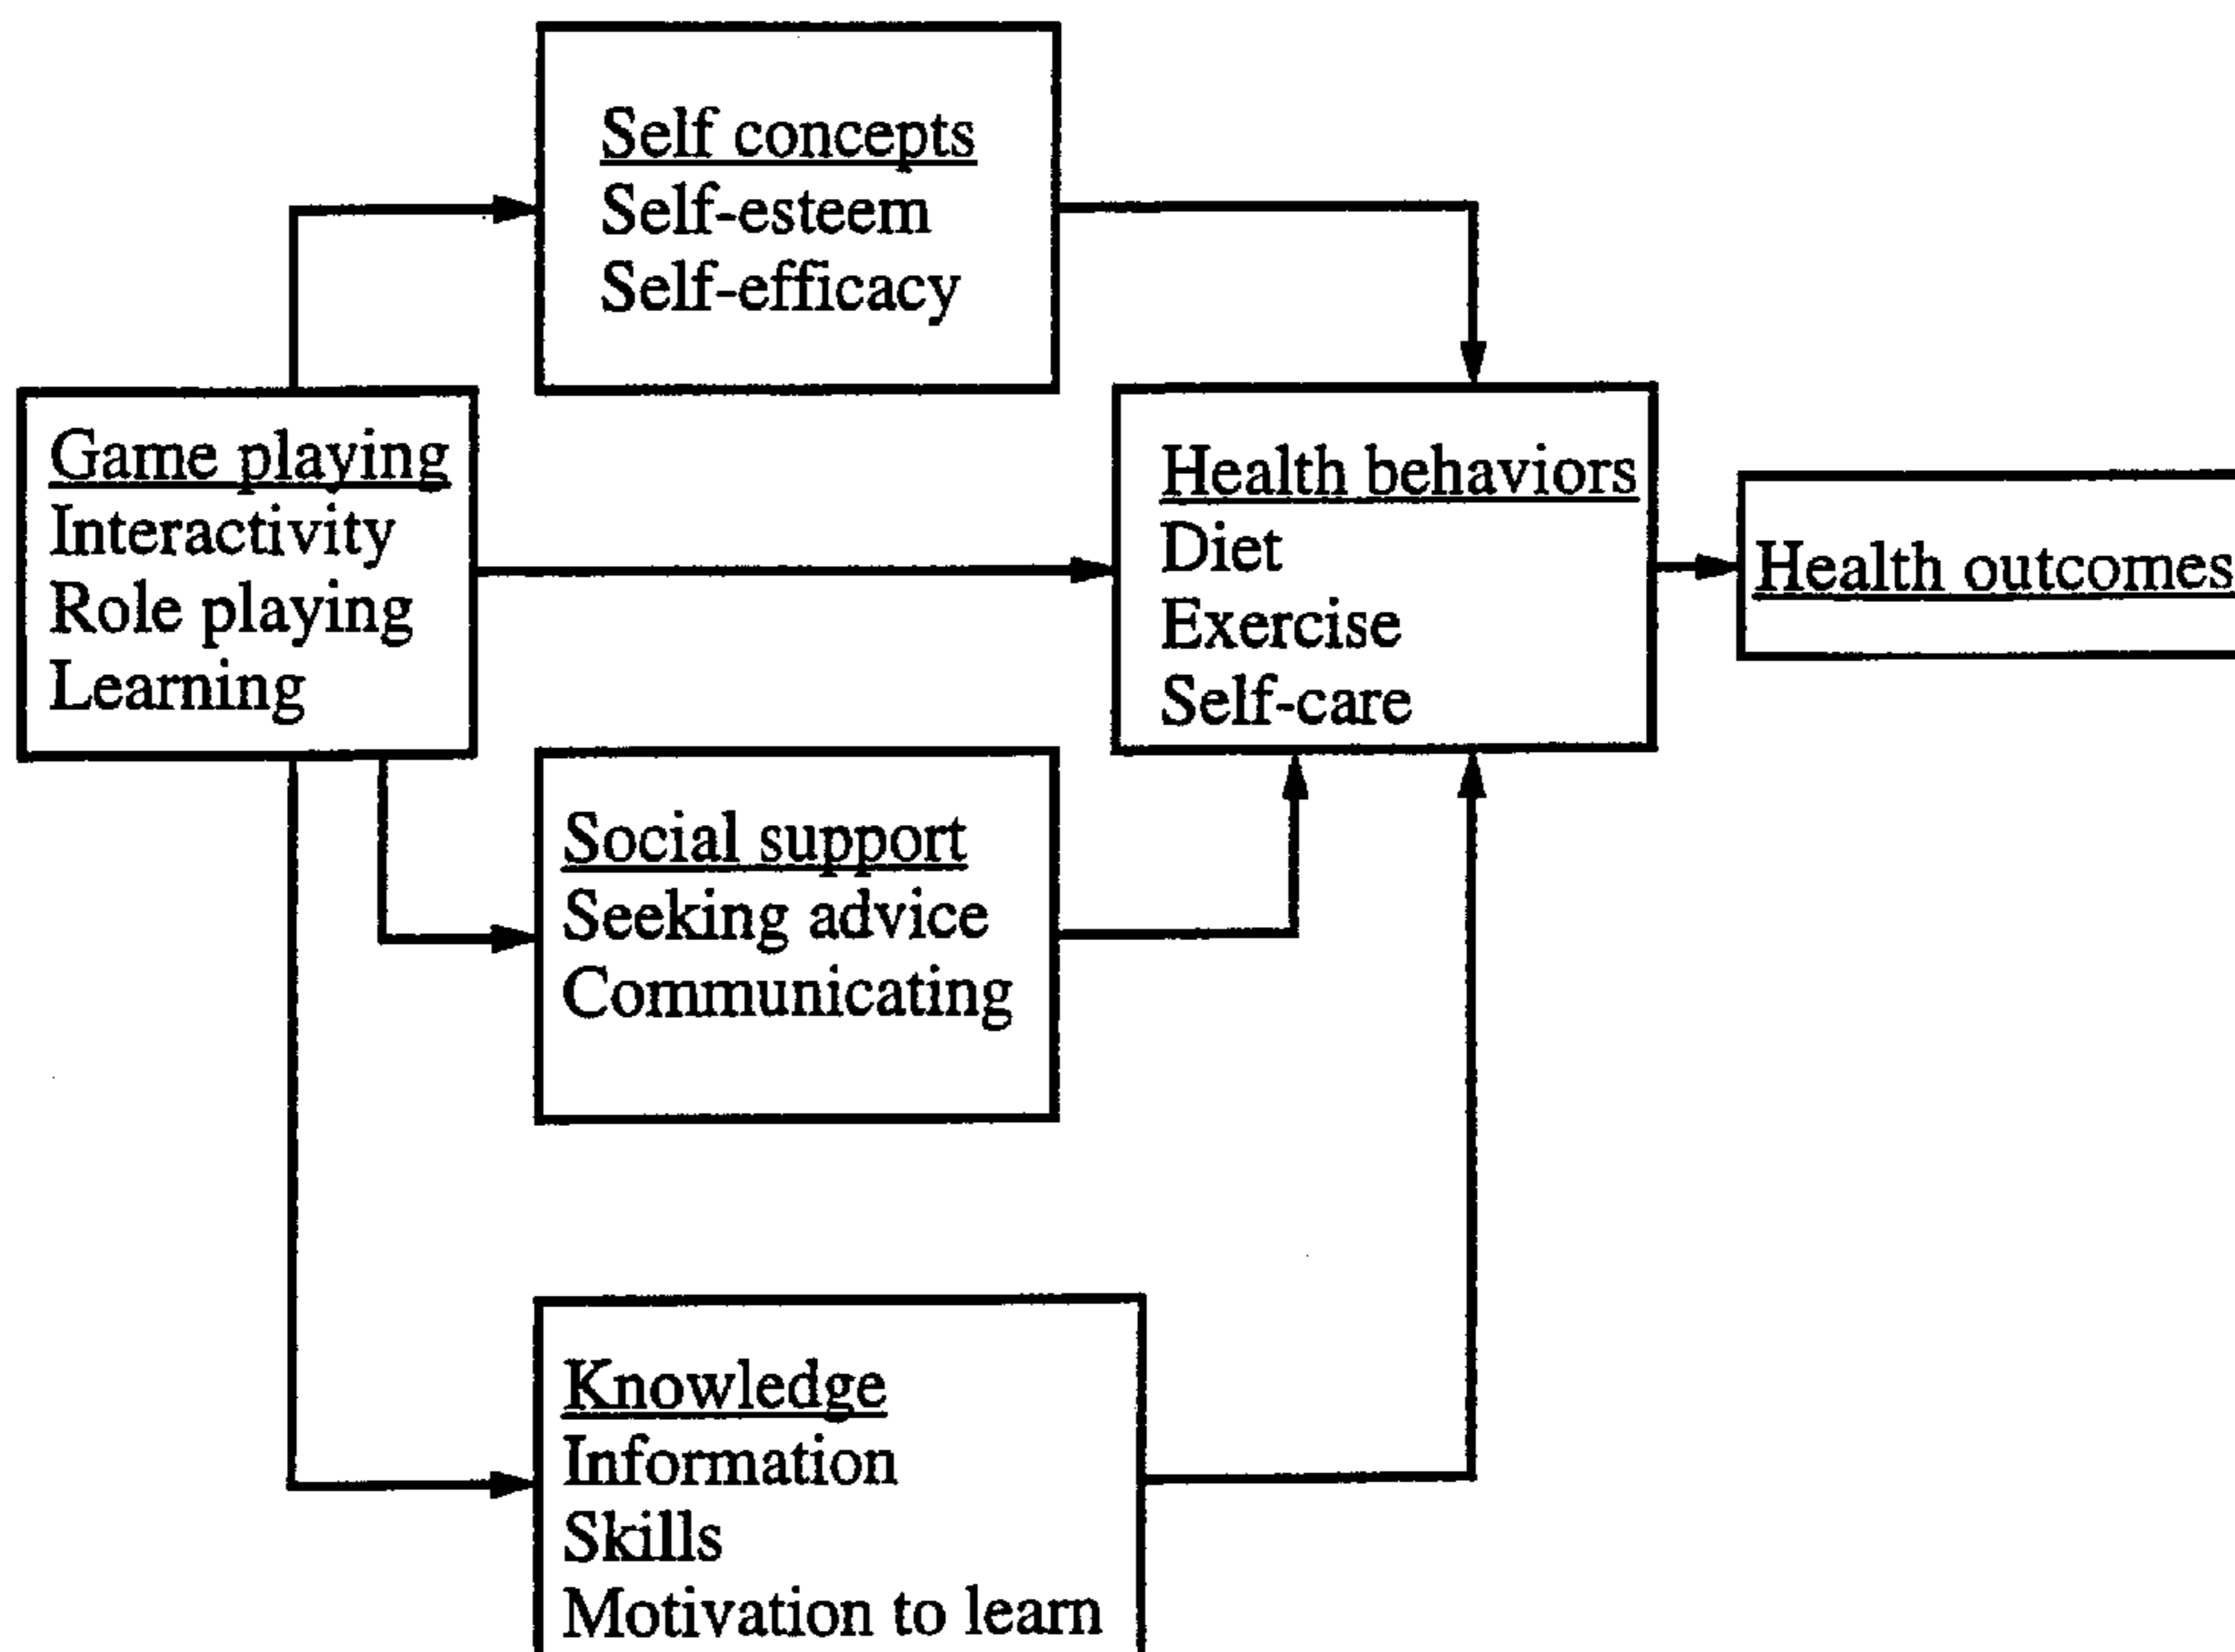 Self concepts
Self-esteem
Self-efficacy
Game playing
Interactivity
Role playing
Learning
Health behaviors
Diet
Exercise
Self-care
Health outcomes
Social support
Seeking advice
Communicating
Knowledge
Information
Skills
Motivation to learn